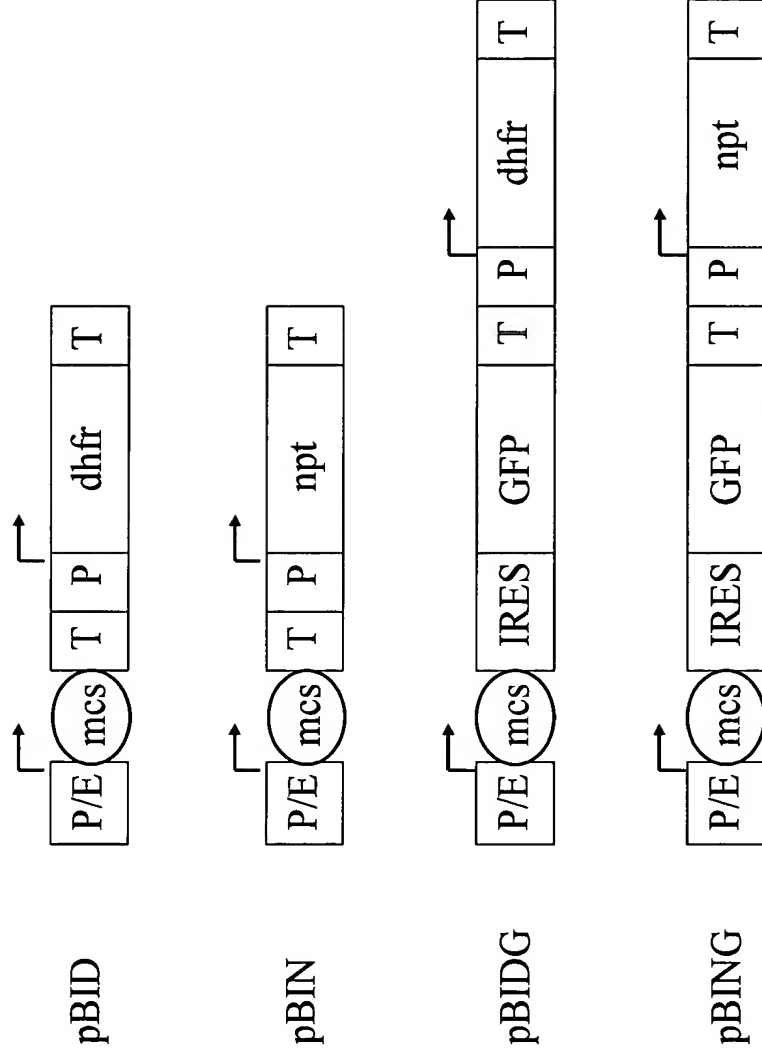 pBID P/E mcs T P dhfr T
pBIN P/E mcs T P npt T
pBIDG P/E mcs IRES GFP T P dhfr T
pBING P/E mcs IRES GFP T P npt T